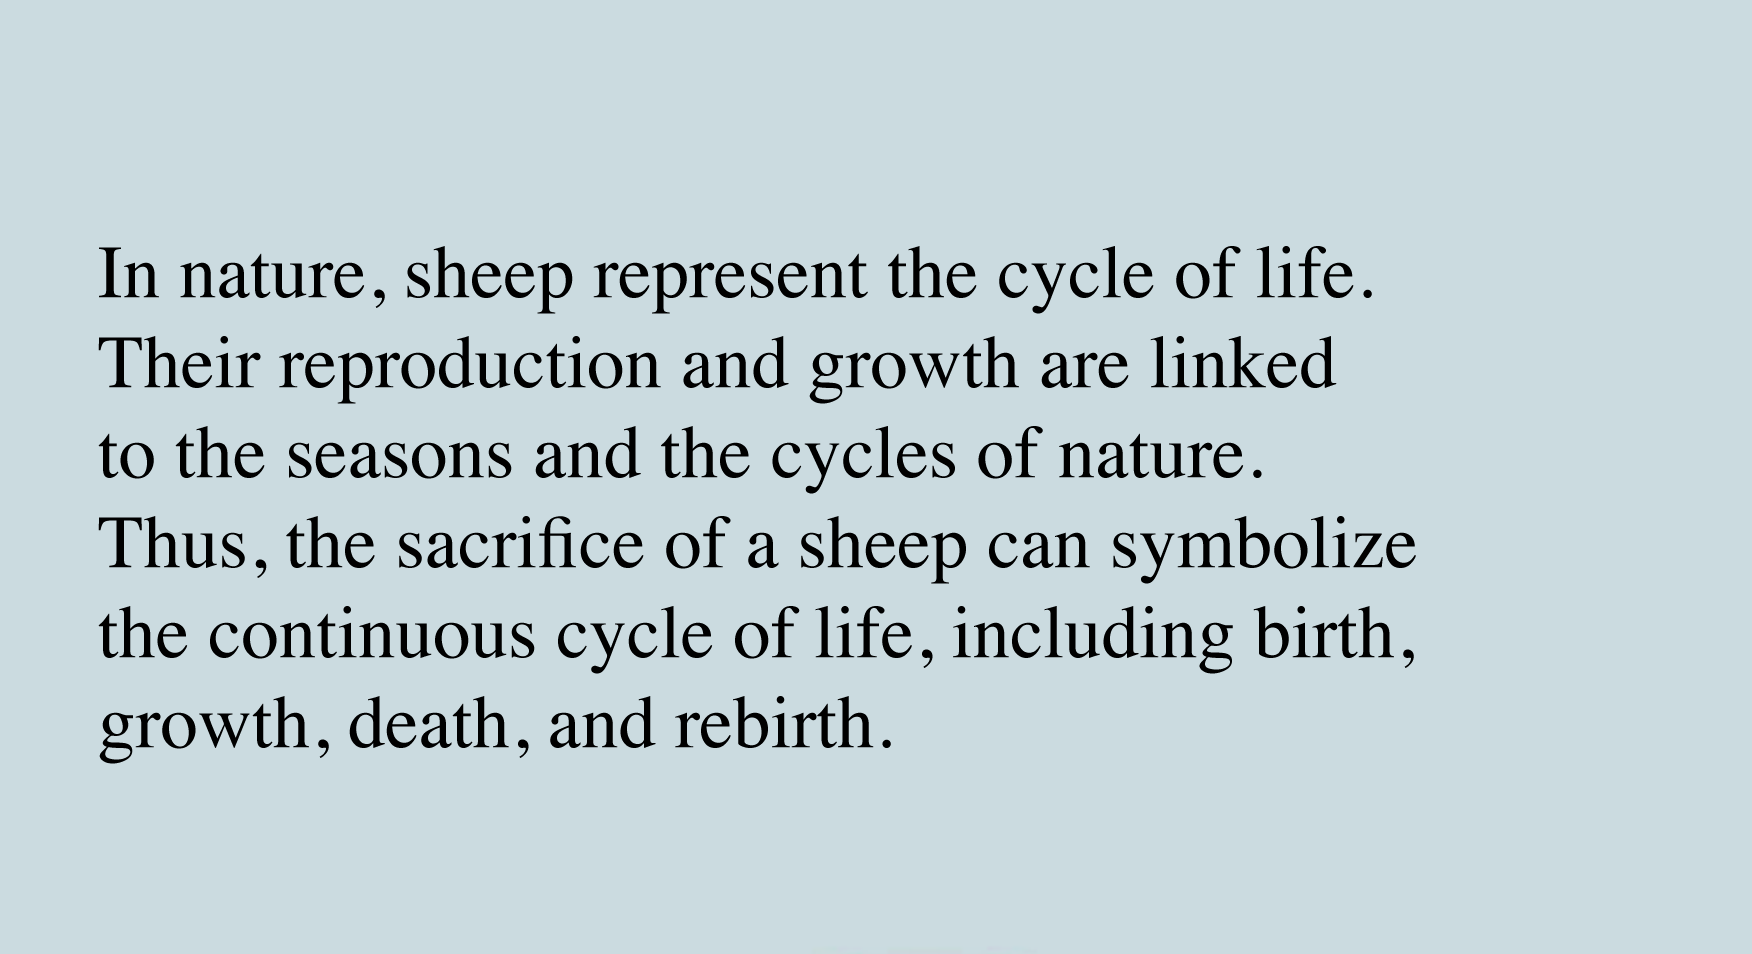 In nature, sheep represent the cycle of life.
Their reproduction and growth are linked
to the seasons and the cycles of nature.
Thus, the sacrifice of a sheep can symbolize
the continuous cycle of life, including birth,
growth, death, and rebirth.